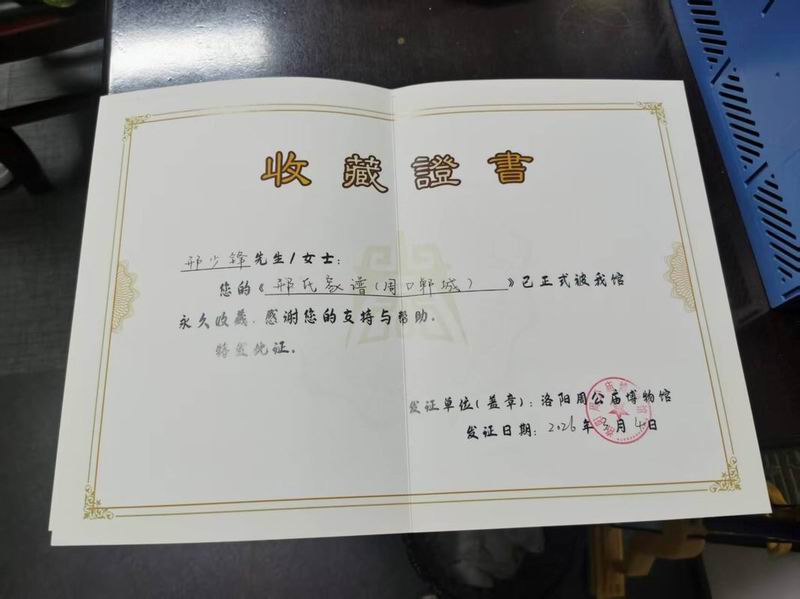 收藏證書
邢少锋先生/女士：
您的《邢氏家谱(周口郸城)》已正式被我馆
永久收藏.感谢您的支持与帮助。
特发此证。
发证单位(盖章)：洛阳周公庙博物馆
发证日期：2026年3月4日